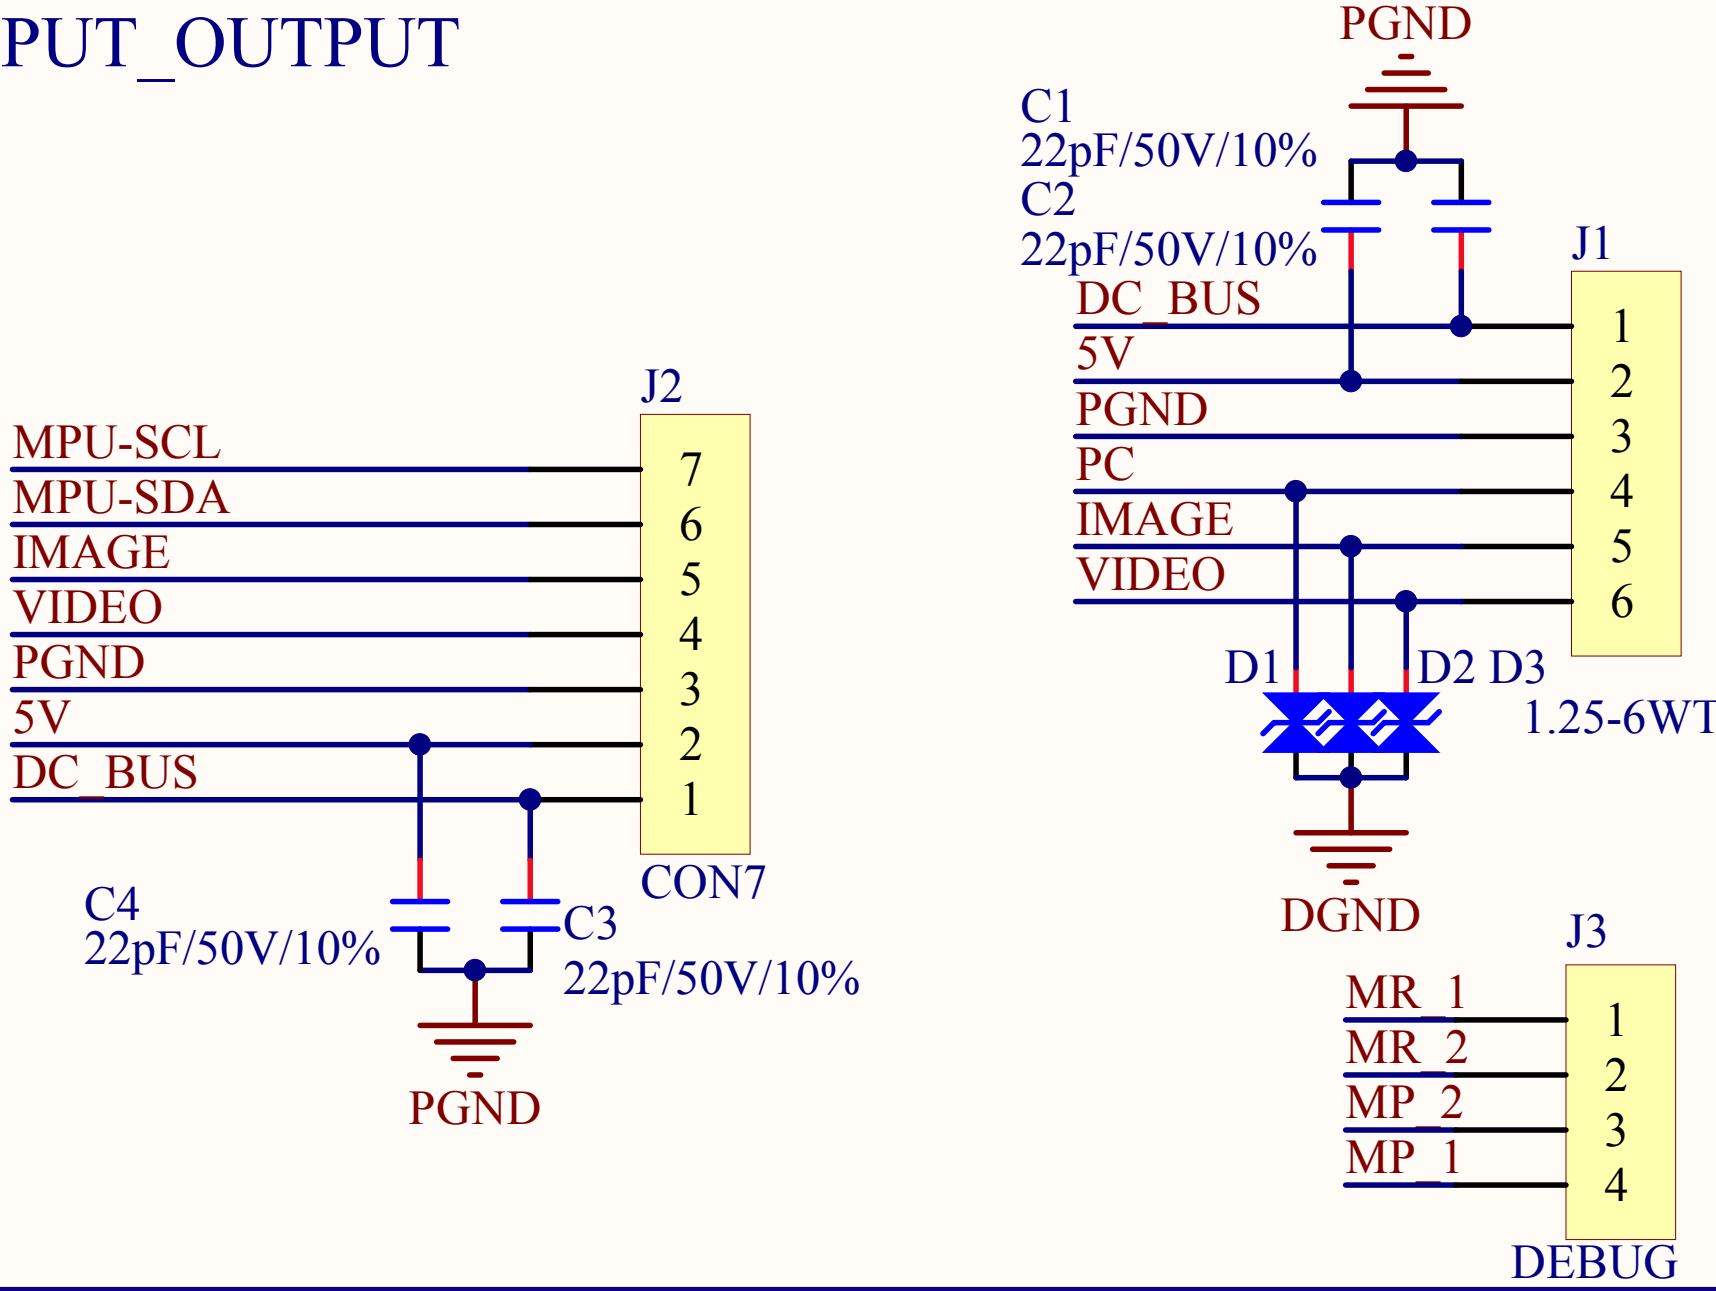 PUT_OUTPUT
PGND
C1
22pF/50V/10%
C2
22pF/50V/10%
J1
DC_BUS
1
5V
2
PGND
3
PC
4
IMAGE
5
VIDEO
6
D1
D2 D3
1.25-6WT
DGND
J2
MPU-SCL
7
MPU-SDA
6
IMAGE
5
VIDEO
4
PGND
3
5V
2
DC_BUS
1
CON7
C4
22pF/50V/10%
C3
22pF/50V/10%
PGND
J3
MR_1
1
MR_2
2
MP_2
3
MP_1
4
DEBUG